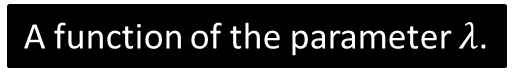 A function of the parameter 𝜆.